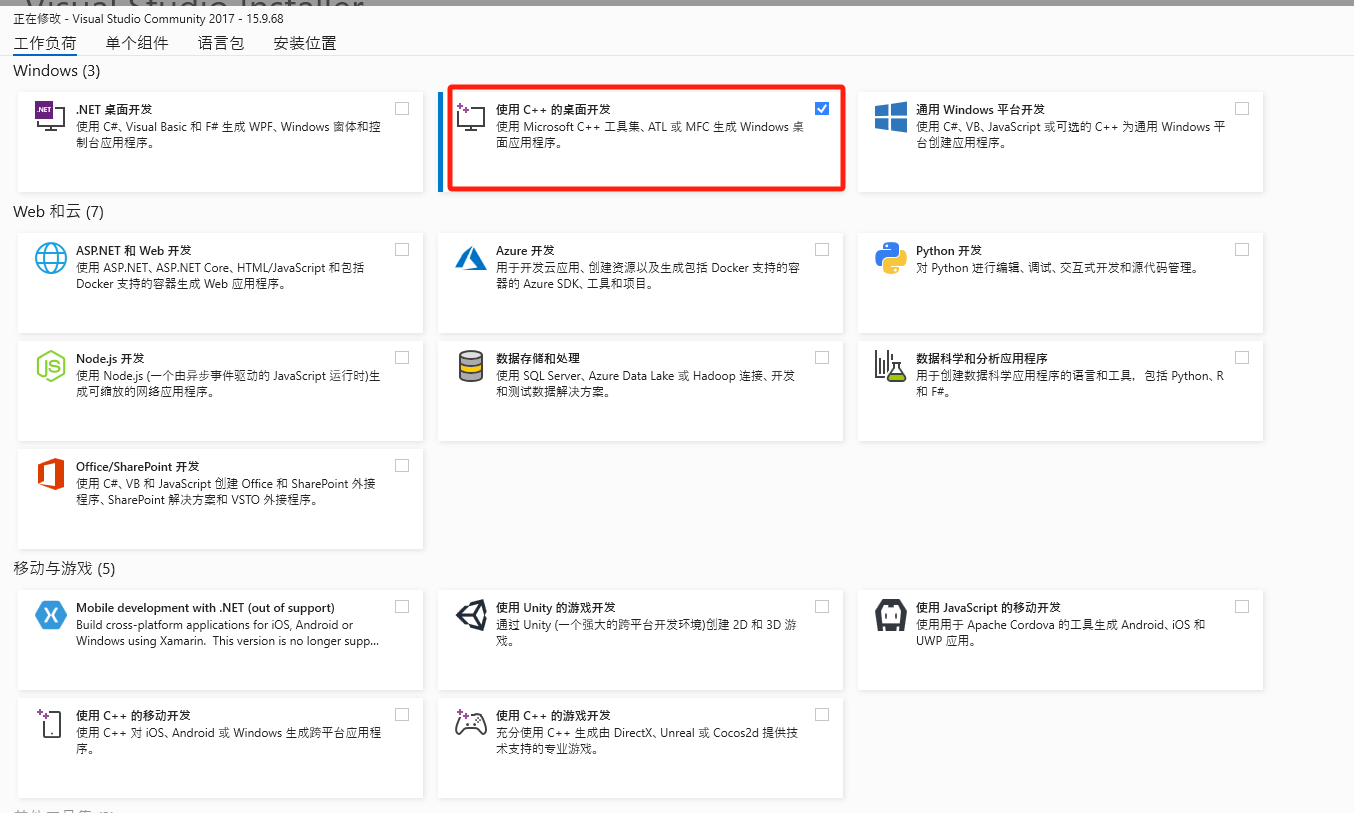 正在修改 - Visual Studio Community 2017 - 15.9.68
工作负荷 单个组件 语言包 安装位置
Windows (3)
.NET
.NET 桌面开发
使用 C#、Visual Basic 和 F# 生成 WPF、Windows 窗体和控
制台应用程序。
使用 C++ 的桌面开发
使用 Microsoft C++ 工具集、ATL 或 MFC 生成 Windows 桌
面应用程序。
通用 Windows 平台开发
使用 C#、VB、JavaScript 或可选的 C++ 为通用 Windows 平
台创建应用程序。
Web 和云 (7)
ASP.NET 和 Web 开发
使用 ASP.NET、ASP.NET Core、HTML/JavaScript 和包括
Docker 支持的容器生成 Web 应用程序。
Azure 开发
用于开发云应用、创建资源以及生成包括 Docker 支持的容
器的 Azure SDK、工具和项目。
Python 开发
对 Python 进行编辑、调试、交互式开发和源代码管理。
JS
Node.js 开发
使用 Node.js (一个由异步事件驱动的 JavaScript 运行时)生
成可缩放的网络应用程序。
数据存储和处理
使用 SQL Server、Azure Data Lake 或 Hadoop 连接、开发
和测试数据解决方案。
数据科学和分析应用程序
用于创建数据科学应用程序的语言和工具，包括 Python、R
和 F#。
Office/SharePoint 开发
使用 C#、VB 和 JavaScript 创建 Office 和 SharePoint 外接
程序、SharePoint 解决方案和 VSTO 外接程序。
移动与游戏 (5)
Mobile development with .NET (out of support)
Build cross-platform applications for iOS, Android or
Windows using Xamarin.  This version is no longer supp...
使用 Unity 的游戏开发
通过 Unity (一个强大的跨平台开发环境)创建 2D 和 3D 游
戏。
使用 JavaScript 的移动开发
使用用于 Apache Cordova 的工具生成 Android、iOS 和
UWP 应用。
使用 C++ 的移动开发
使用 C++ 对 iOS、Android 或 Windows 生成跨平台应用程
序。
使用 C++ 的游戏开发
充分使用 C++ 生成由 DirectX、Unreal 或 Cocos2d 提供技
术支持的专业游戏。